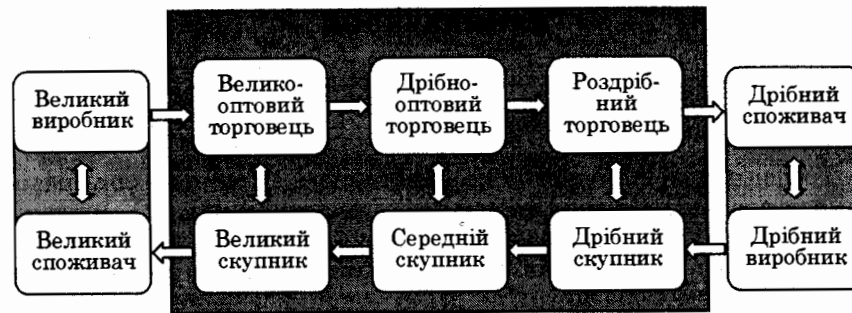 Великий
виробник
Велико-
оптовий
торговець
Дрібно-
оптовий
торговець
Роздріб-
ний
торговець
Дрібний
споживач
Великий
споживач
Великий
скупник
Середній
скупник
Дрібний
скупник
Дрібний
виробник